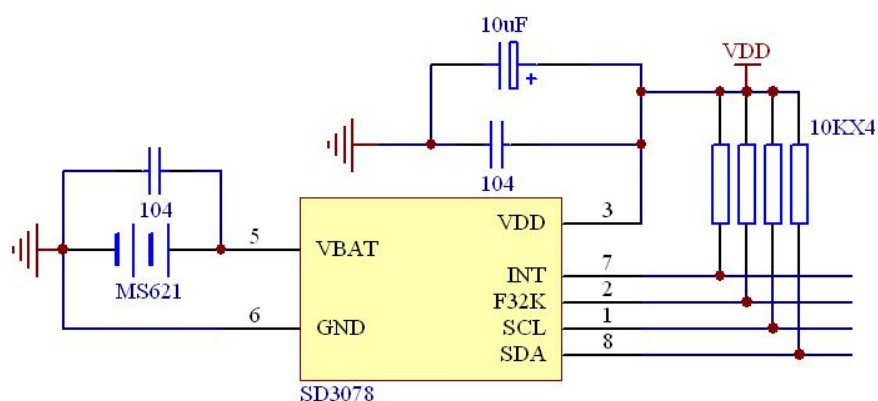 10uF
VDD
10KX4
104
104
MS621
5
6
VBAT
GND
VDD
INT
F32K
SCL
SDA
3
7
2
1
8
SD3078
+